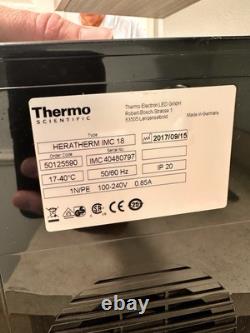 Thermo
SCIENTIFIC
Thermo Electron LED GmbH
Robert-Bosch-Strasse 1
63505 Langenselbold
Type
HERATHERM IMC 18
2017/09/15
Made in Germany
Order Code
50125590
Serial No.
IMC 40480797
17-40°C
50/60 Hz
IP 20
1N/PE 100-240V 0.85A